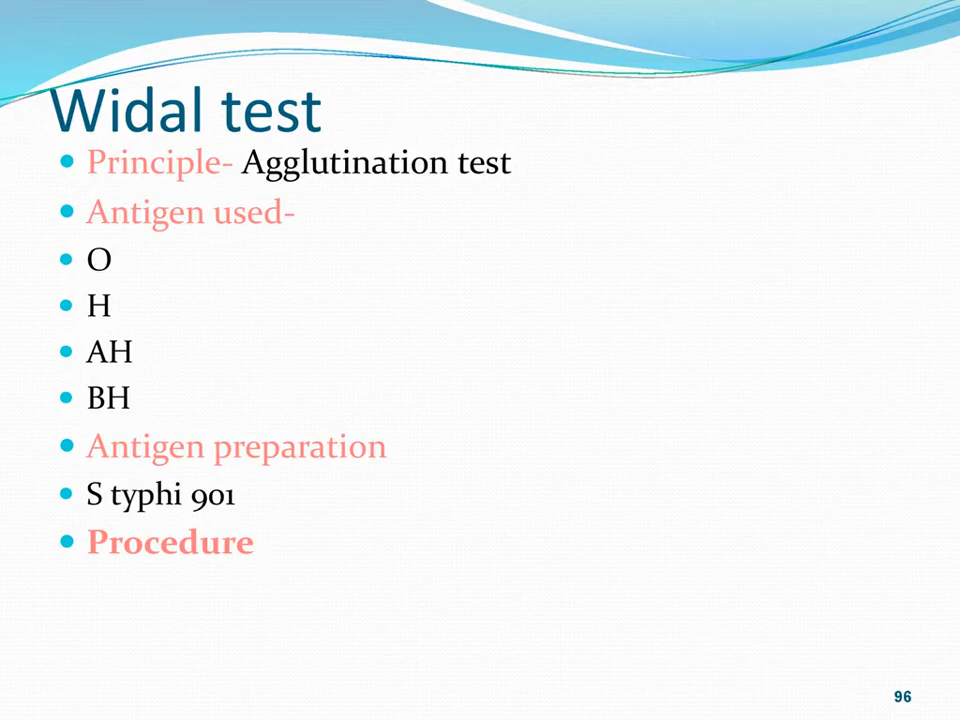 Widal test
Principle- Agglutination test
Antigen used-
O
H
AH
BH
Antigen preparation
S typhi 901
Procedure
96